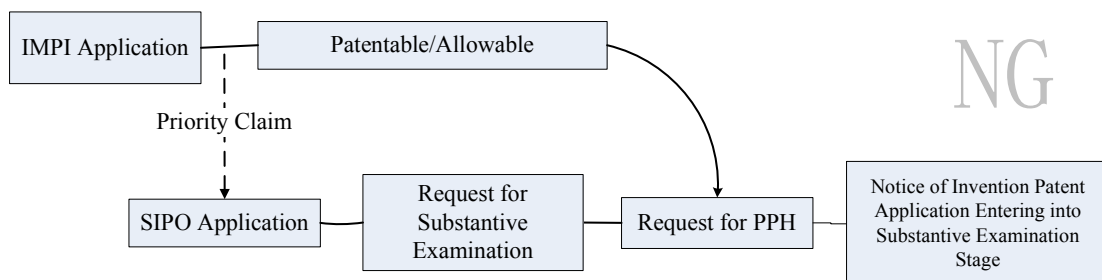 IMPI Application
Patentable/Allowable
NG
Priority Claim
SIPO Application
Request for
Substantive
Examination
Request for PPH
Notice of Invention Patent
Application Entering into
Substantive Examination
Stage